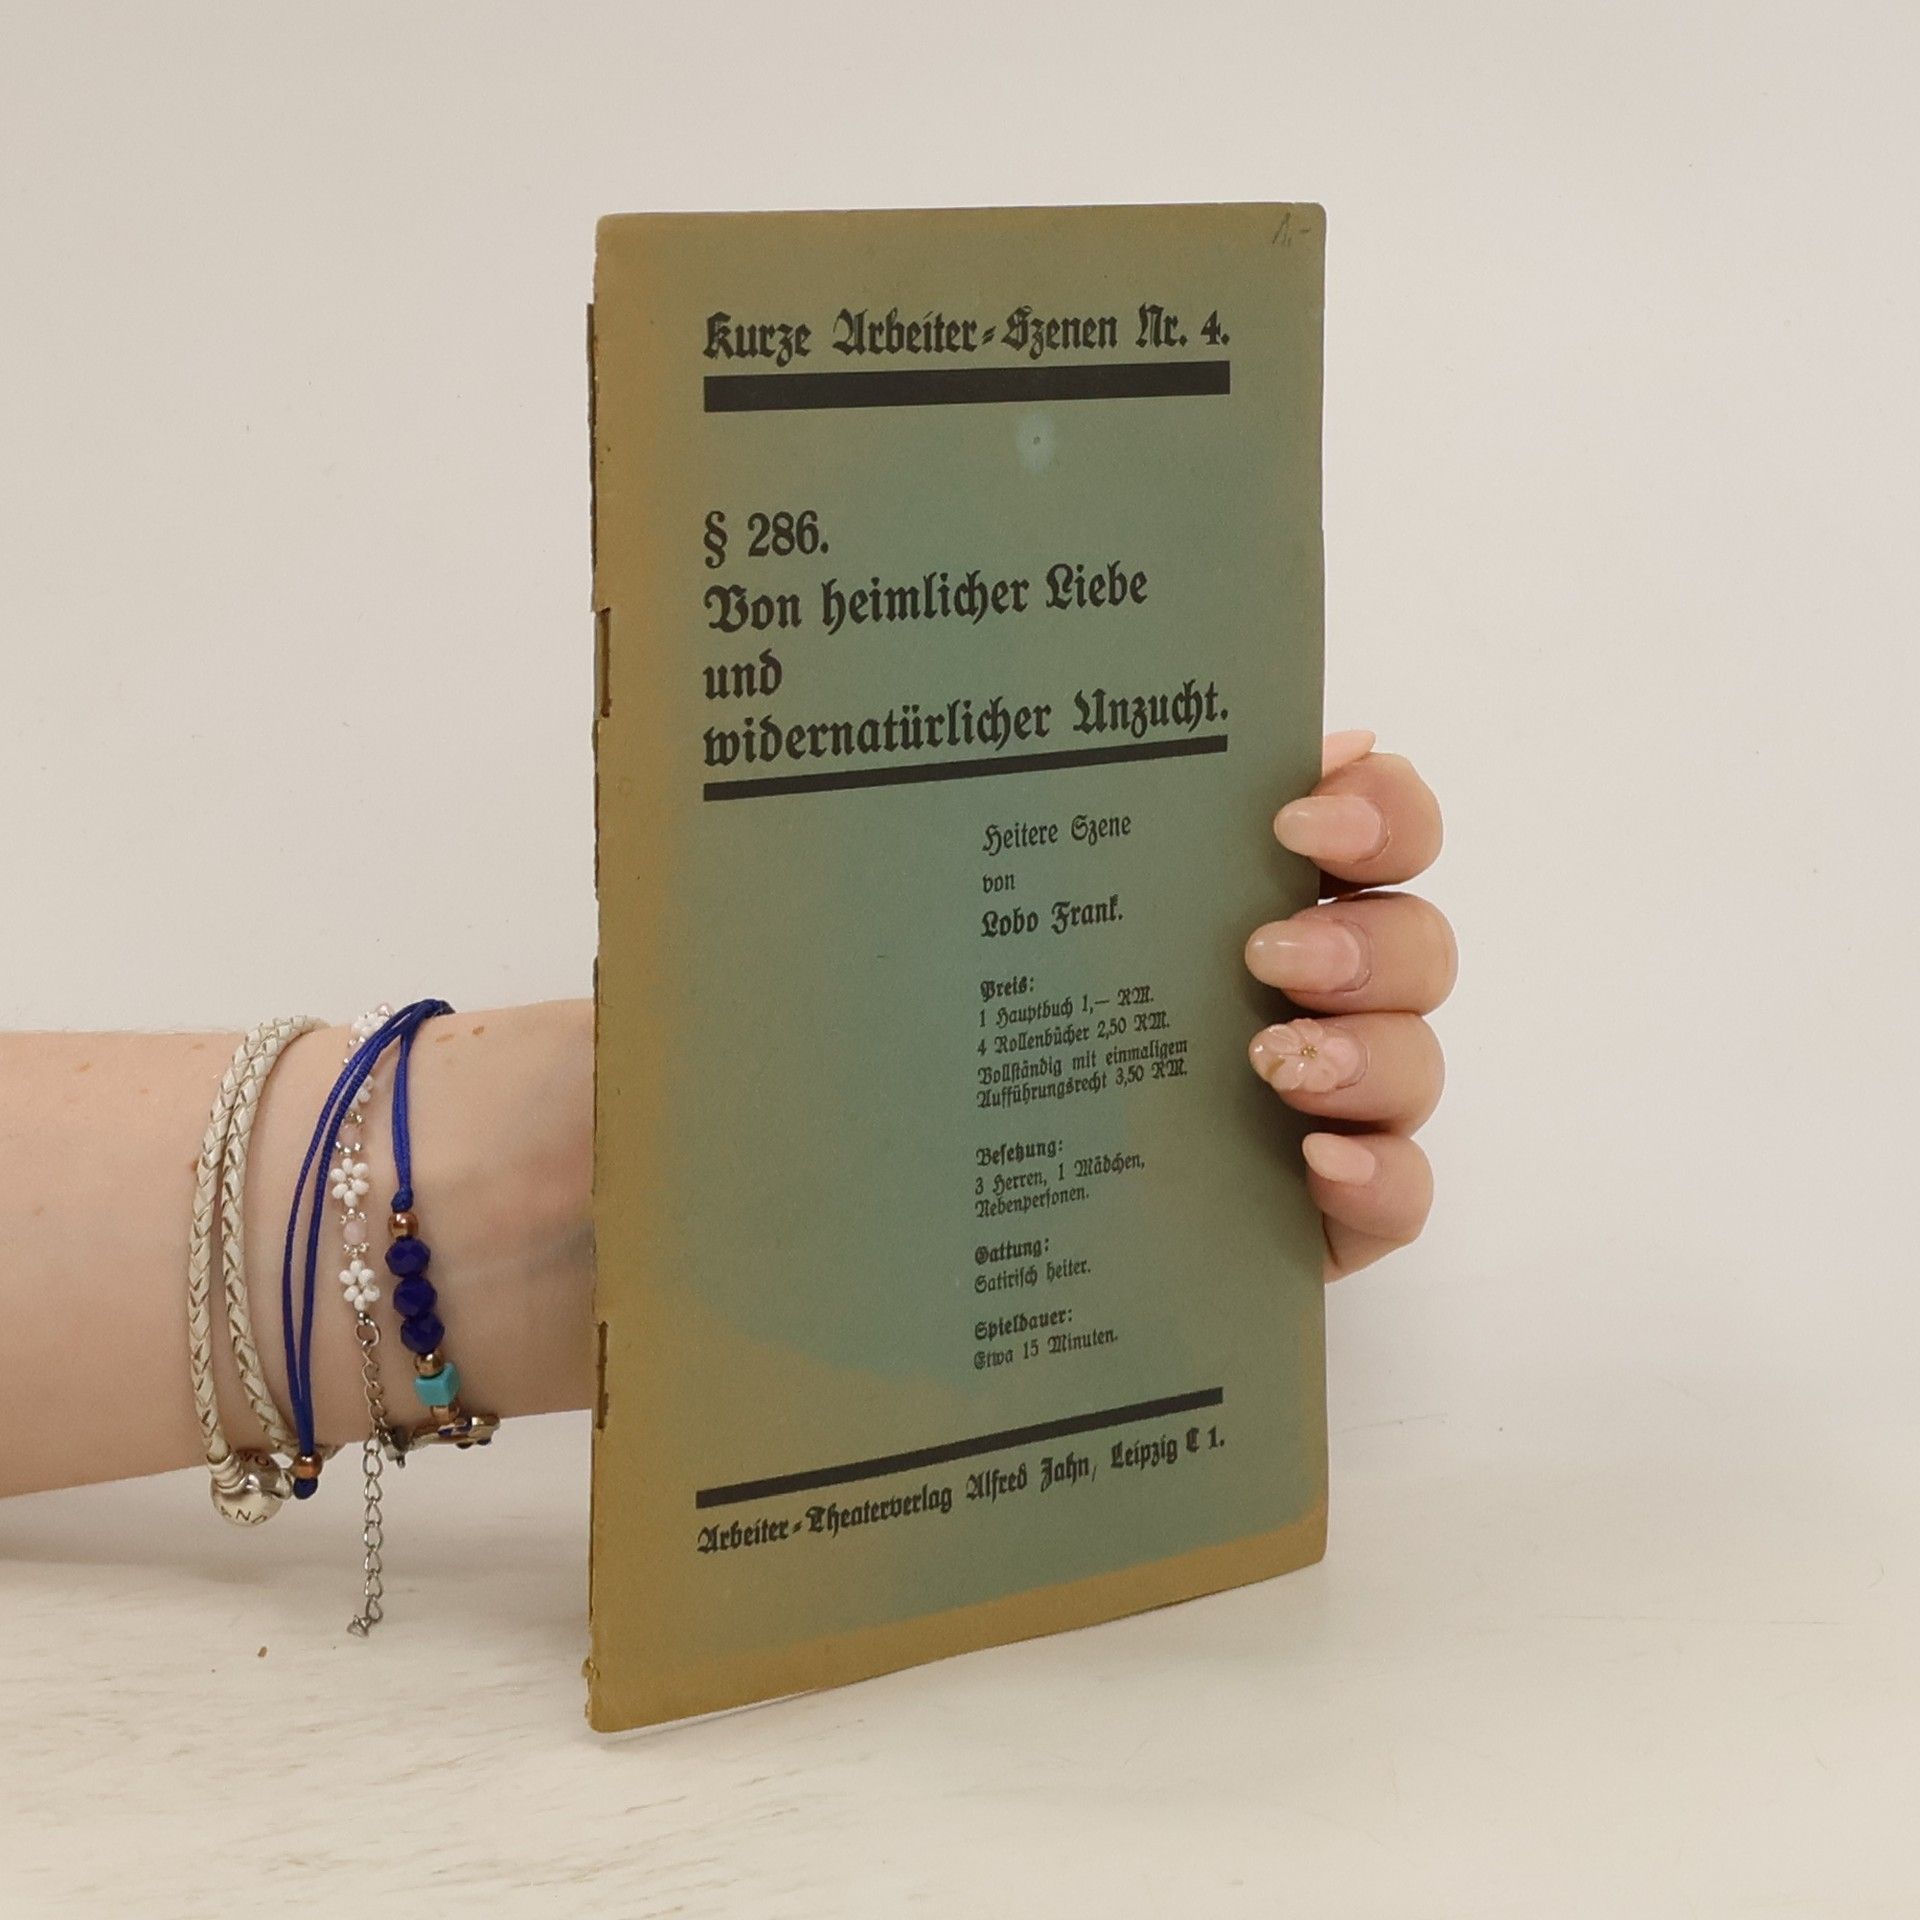 Kurze Arbeiter-Szenen Nr. 4.
§ 286.
Von heimlicher Liebe
und
widernatürlicher Unzucht.
Heitere Szene
von
Lobo Frank.
Preis:
1 Hauptbuch 1,— RM.
4 Rollenbücher 2,50 RM.
Vollständig mit einmaligem
Aufführungsrecht 3,50 RM.
Besetzung:
3 Herren, 1 Mädchen,
Nebenpersonen.
Gattung:
Satirisch heiter.
Spieldauer:
Etwa 15 Minuten.
Arbeiter-Theaterverlag Alfred Jahn, Leipzig C 1.